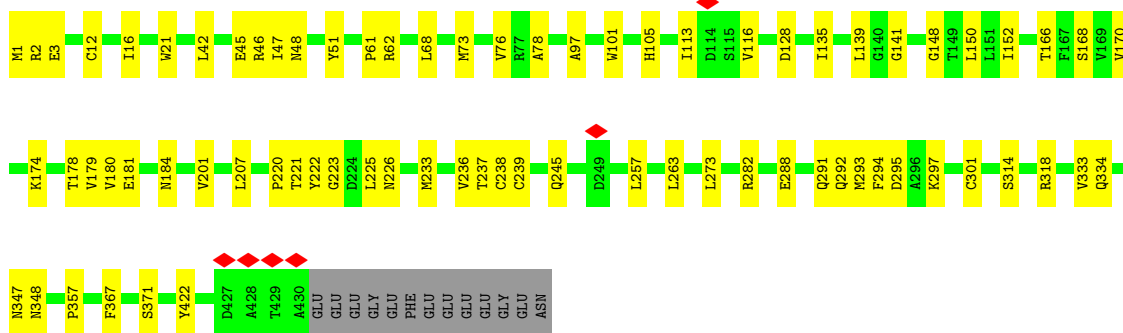 M1 R2 E3 C12 I16 W21 L42 E45 R46 I47 N48 Y51 P61 R62 L68 M73 V76 R77 A78 A97 W101 H105 I113 D114 S115 V116 D128 I135 L139 G140 G141 G148 T149 L150 L151 I152 T166 F167 S168 V169 V170
K174 T178 V179 V180 E181 N184 V201 L207 P220 T221 Y222 G223 D224 L225 N226 M233 V236 T237 C238 C239 Q245 D249 L257 L263 L273 R282 E288 Q291 Q292 M293 F294 D295 A296 K297 C301 S314 R318 V333 Q334
N347 N348 P357 F367 S371 Y422 D427 A428 T429 A430 GLU GLU GLU GLY GLU PHE GLU GLU GLU GLU GLY GLU ASN